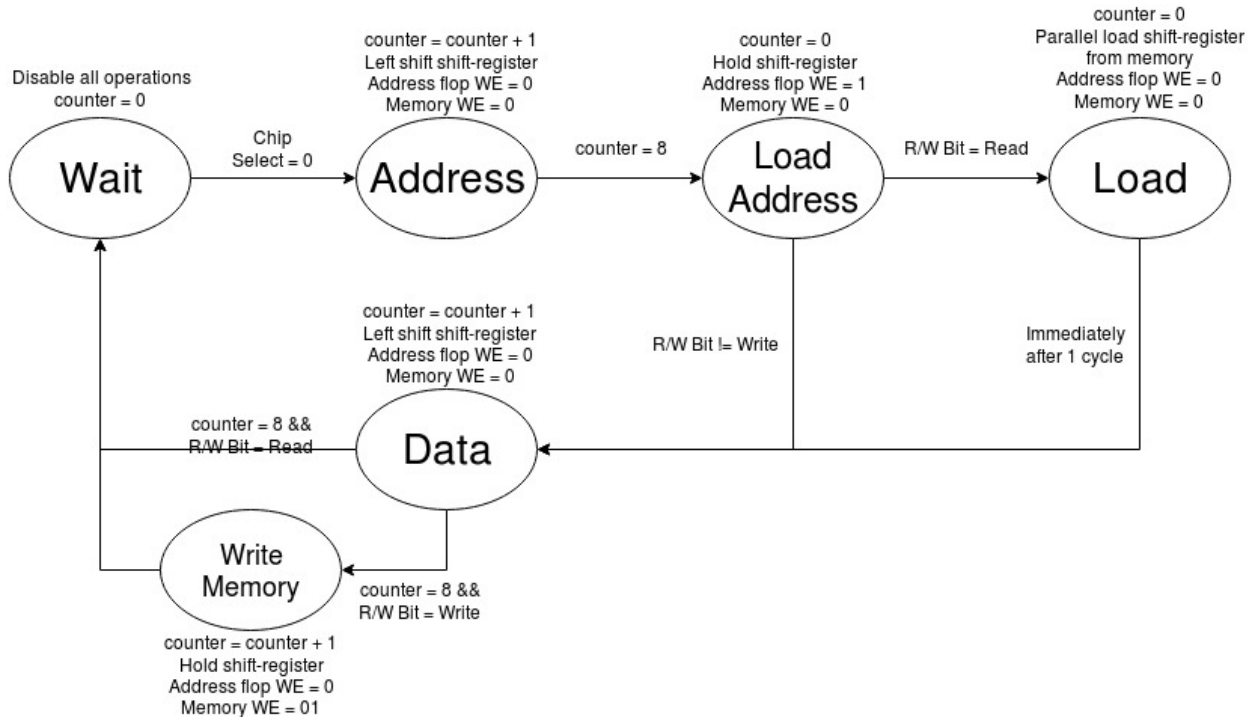 Disable all operations
counter = 0
Wait
Chip
Select = 0
counter = counter + 1
Left shift shift-register
Address flop WE = 0
Memory WE = 0
Address
counter = 8
counter = 0
Hold shift-register
Address flop WE = 1
Memory WE = 0
Load
Address
R/W Bit = Read
counter = 0
Parallel load shift-register
from memory
Address flop WE = 0
Memory WE = 0
Load
R/W Bit != Write
Immediately
after 1 cycle
counter = counter + 1
Left shift shift-register
Address flop WE = 0
Memory WE = 0
Data
counter = 8 &&
R/W Bit = Read
Write
Memory
counter = 8 &&
R/W Bit = Write
counter = counter + 1
Hold shift-register
Address flop WE = 0
Memory WE = 01